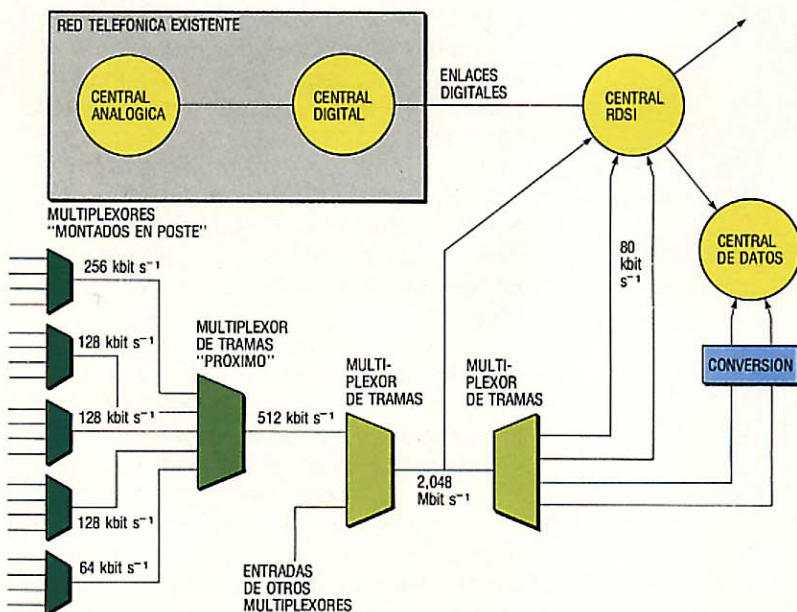 RED TELEFONICA EXISTENTE
CENTRAL
ANALOGICA
CENTRAL
DIGITAL
ENLACES
DIGITALES
CENTRAL
RDSI
CENTRAL
DE DATOS
MULTIPLEXORES
"MONTADOS EN POSTE"
256 kbit s⁻¹
128 kbit s⁻¹
128 kbit s⁻¹
128 kbit s⁻¹
64 kbit s⁻¹
MULTIPLEXOR
DE TRAMAS
"PROXIMO"
512 kbit s⁻¹
MULTI-
PLEXOR
DE TRAMAS
2,048
Mbit s⁻¹
MULTI-
PLEXOR
DE TRAMAS
80
kbit
s⁻¹
CONVERSION
ENTRADAS
DE OTROS
MULTIPLEXORES